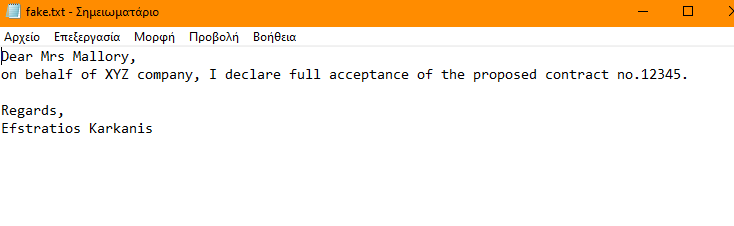 fake.txt - Σημειωματάριο
Αρχείο Επεξεργασία Μορφή Προβολή Βοήθεια
Dear Mrs Mallory,
on behalf of XYZ company, I declare full acceptance of the proposed contract no.12345.
Regards,
Efstratios Karkanis